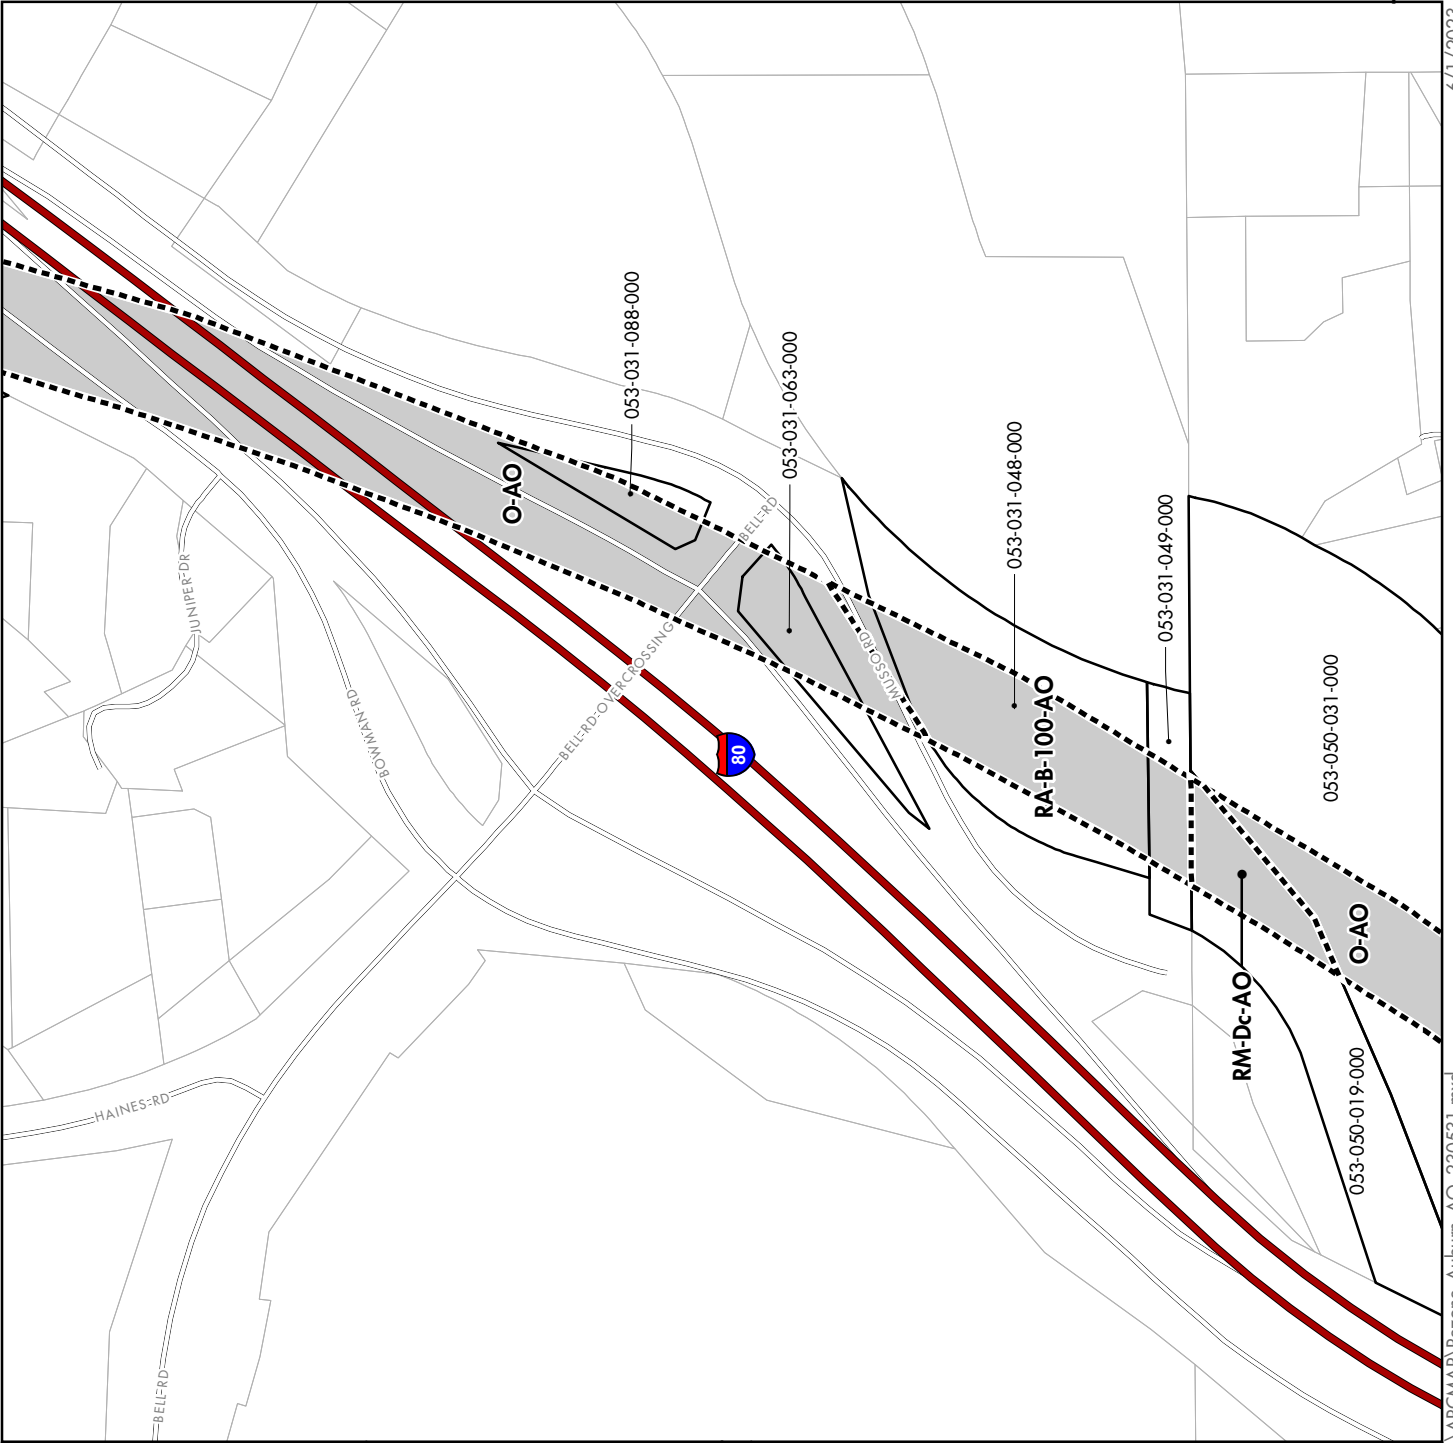 053-031-088-000
053-031-063-000
O-AO
BELL RD
053-031-048-000
053-031-049-000
JUNIPER DR
MUSSO RD
BELL RD OVERCROSSING
BOWMAN RD
RA-B-100-AO
053-050-031-000
80
O-AO
RM-Dc-AO
053-050-019-000
HAINES RD
BELL RD